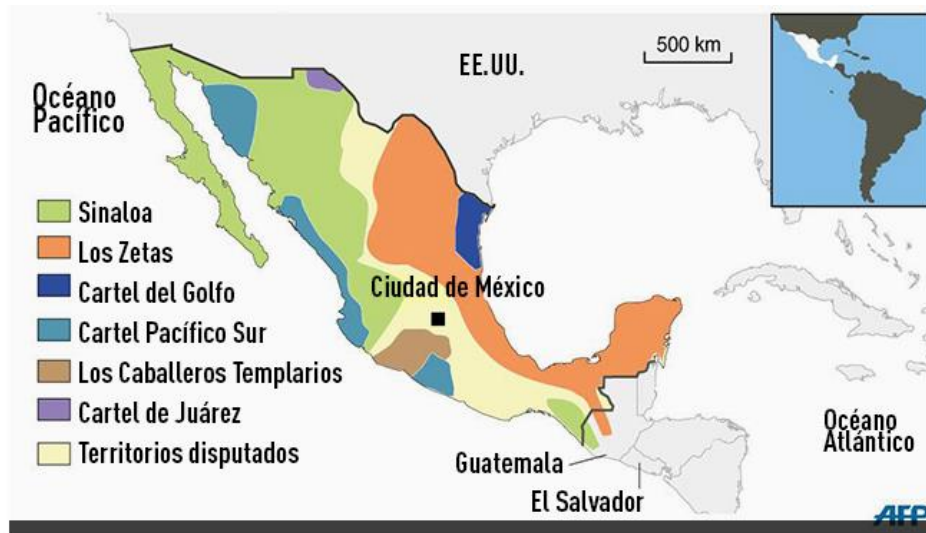 EE.UU.
500 km
Océano
Pacífico
Sinaloa
Los Zetas
Cartel del Golfo
Cartel Pacífico Sur
Los Caballeros Templarios
Cartel de Juárez
Territorios disputados
Ciudad de México
Guatemala
El Salvador
Océano
Atlántico
AFP